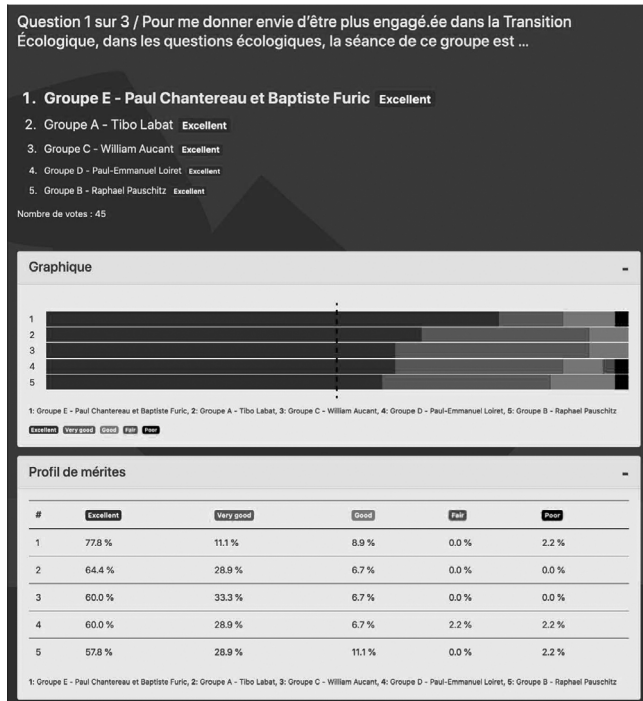 Question 1 sur 3 / Pour me donner envie d'être plus engagé.ée dans la Transition
Écologique, dans les questions écologiques, la séance de ce groupe est ...
1. Groupe E - Paul Chantereau et Baptiste Furic Excellent
2. Groupe A - Tibo Labat Excellent
3. Groupe C - William Aucant Excellent
4. Groupe D - Paul-Emmanuel Loiret Excellent
5. Groupe B - Raphael Pauschitz Excellent
Nombre de votes : 45
Graphique -
1
2
3
4
5
1: Groupe E - Paul Chantereau et Baptiste Furic, 2: Groupe A - Tibo Labat, 3: Groupe C - William Aucant, 4: Groupe D - Paul-Emmanuel Loiret, 5: Groupe B - Raphael Pauschitz
Excellent Very good Good Fair Poor
Profil de mérites -
# Excellent Very good Good Fair Poor
1 77.8 % 11.1 % 8.9 % 0.0 % 2.2 %
2 64.4 % 28.9 % 6.7 % 0.0 % 0.0 %
3 60.0 % 33.3 % 6.7 % 0.0 % 0.0 %
4 60.0 % 28.9 % 6.7 % 2.2 % 2.2 %
5 57.8 % 28.9 % 11.1 % 0.0 % 2.2 %
1: Groupe E - Paul Chantereau et Baptiste Furic, 2: Groupe A - Tibo Labat, 3: Groupe C - William Aucant, 4: Groupe D - Paul-Emmanuel Loiret, 5: Groupe B - Raphael Pauschitz